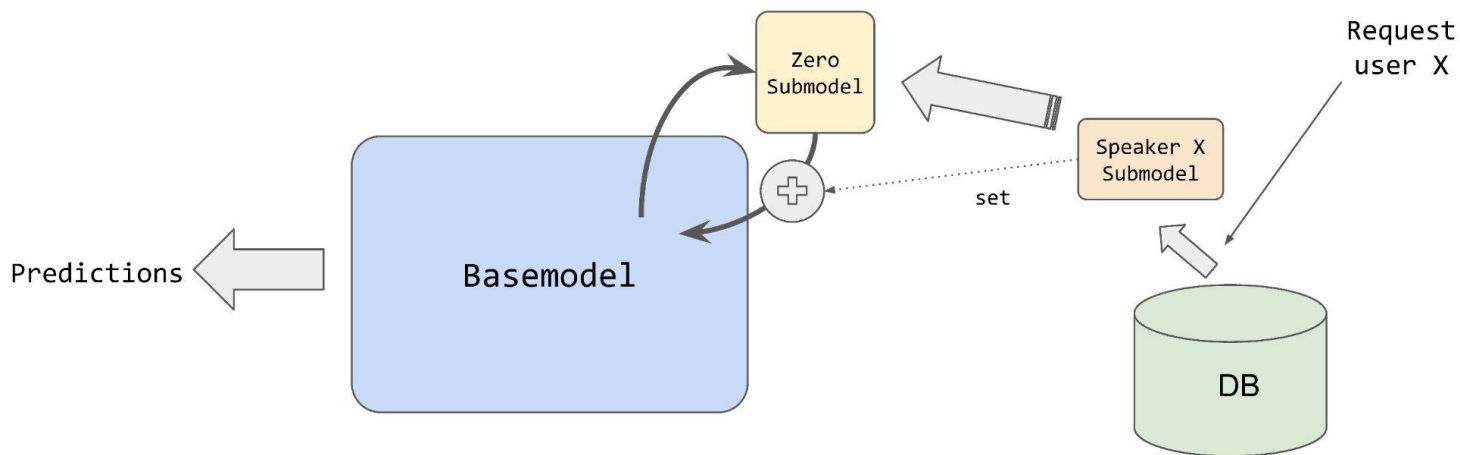 Request
user X
Zero
Submodel
Speaker X
Submodel
set
Predictions
Basemodel
DB